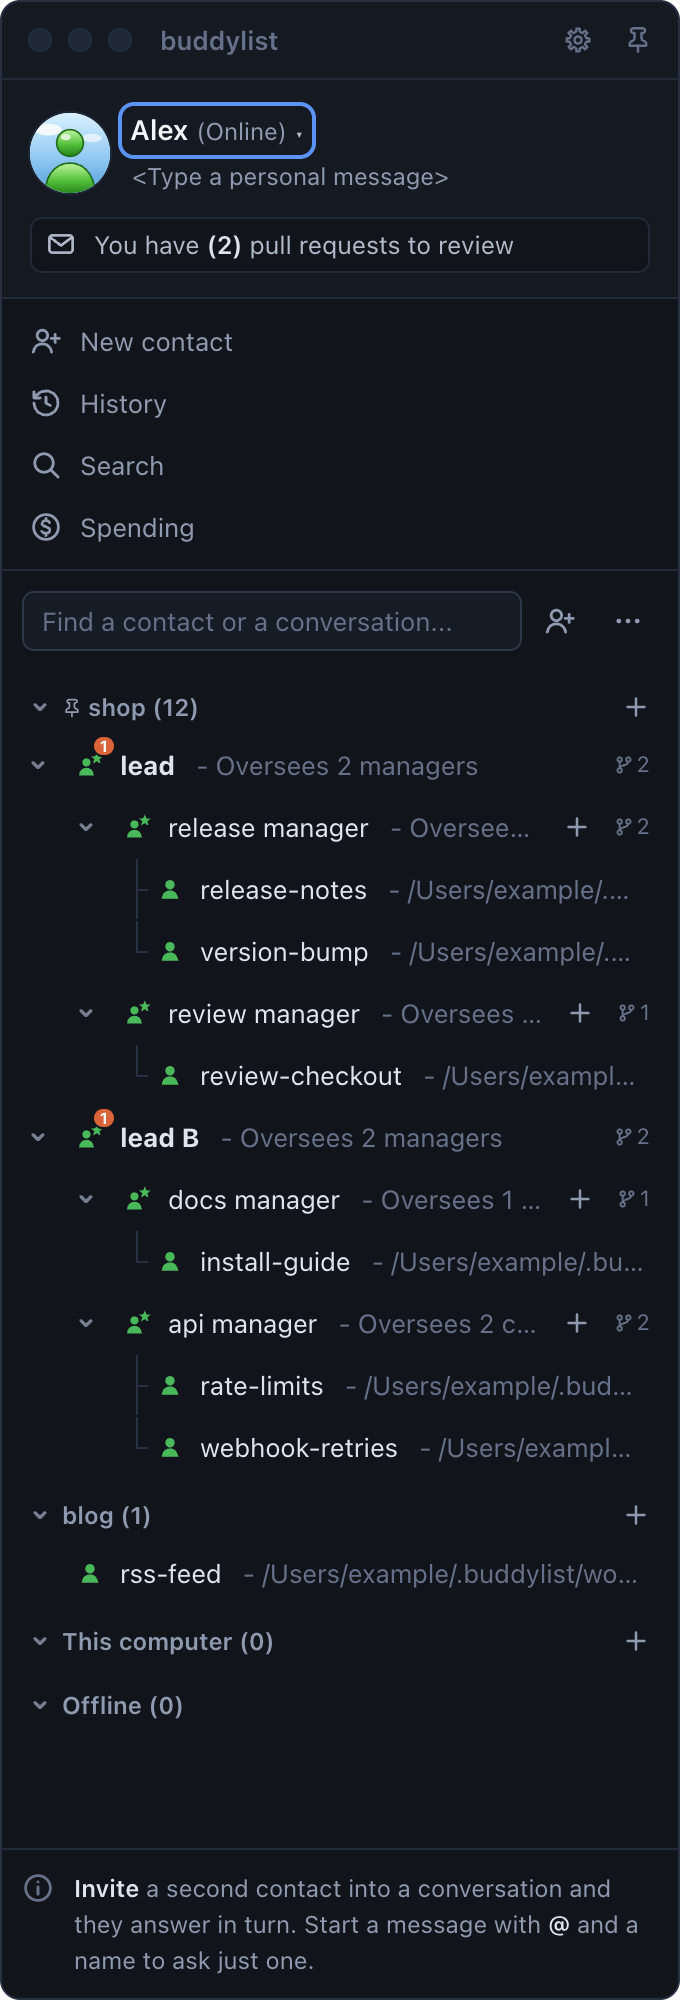 buddylist
Alex (Online) ▾
<Type a personal message>
You have (2) pull requests to review
New contact
History
Search
Spending
Find a contact or a conversation...
shop (12)
1
lead - Oversees 2 managers 2
release manager - Oversee... 2
release-notes - /Users/example/....
version-bump - /Users/example/....
review manager - Oversees ... 1
review-checkout - /Users/exampl...
1
lead B - Oversees 2 managers 2
docs manager - Oversees 1 ... 1
install-guide - /Users/example/.bu...
api manager - Oversees 2 c... 2
rate-limits - /Users/example/.bud...
webhook-retries - /Users/exampl...
blog (1)
rss-feed - /Users/example/.buddylist/wo...
This computer (0)
Offline (0)
Invite a second contact into a conversation and
they answer in turn. Start a message with @ and a
name to ask just one.